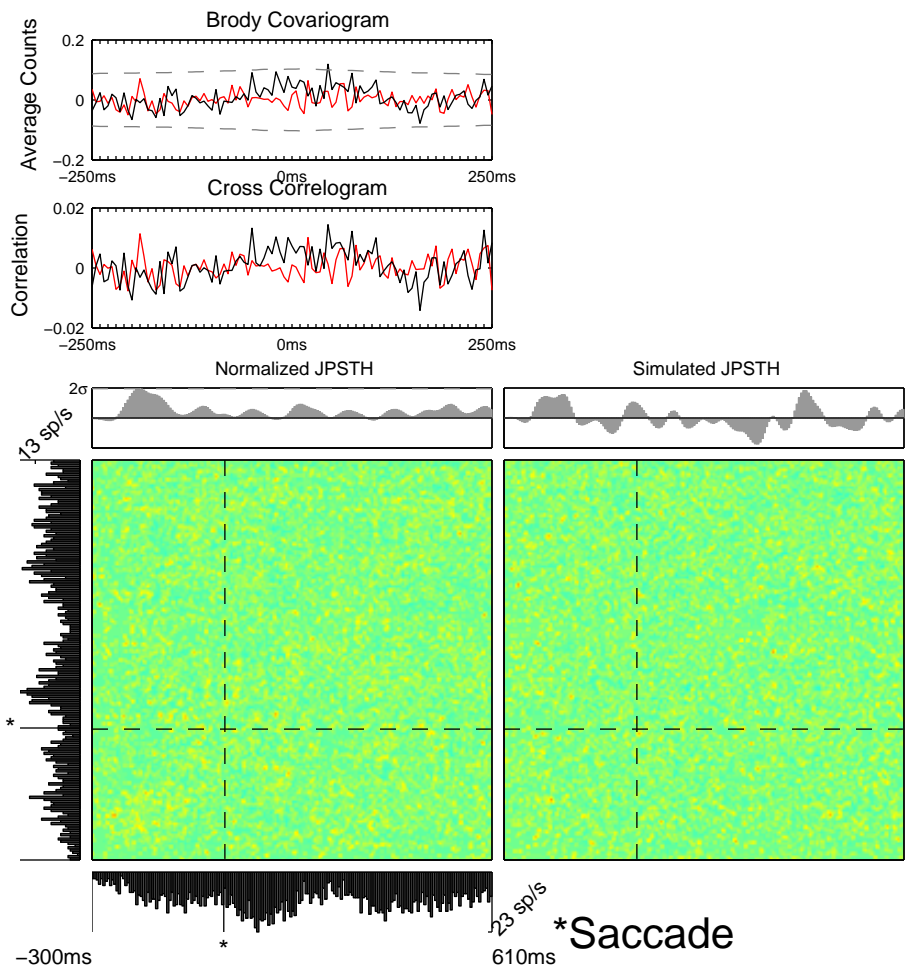 Brody Covariogram
Average Counts
0.2
0
−0.2
−250ms 0ms 250ms
Cross Correlogram
Correlation
0.02
0
−0.02
−250ms 0ms 250ms
Normalized JPSTH Simulated JPSTH
2σ
13 sp/s
*
23 sp/s
*
*Saccade
−300ms 610ms